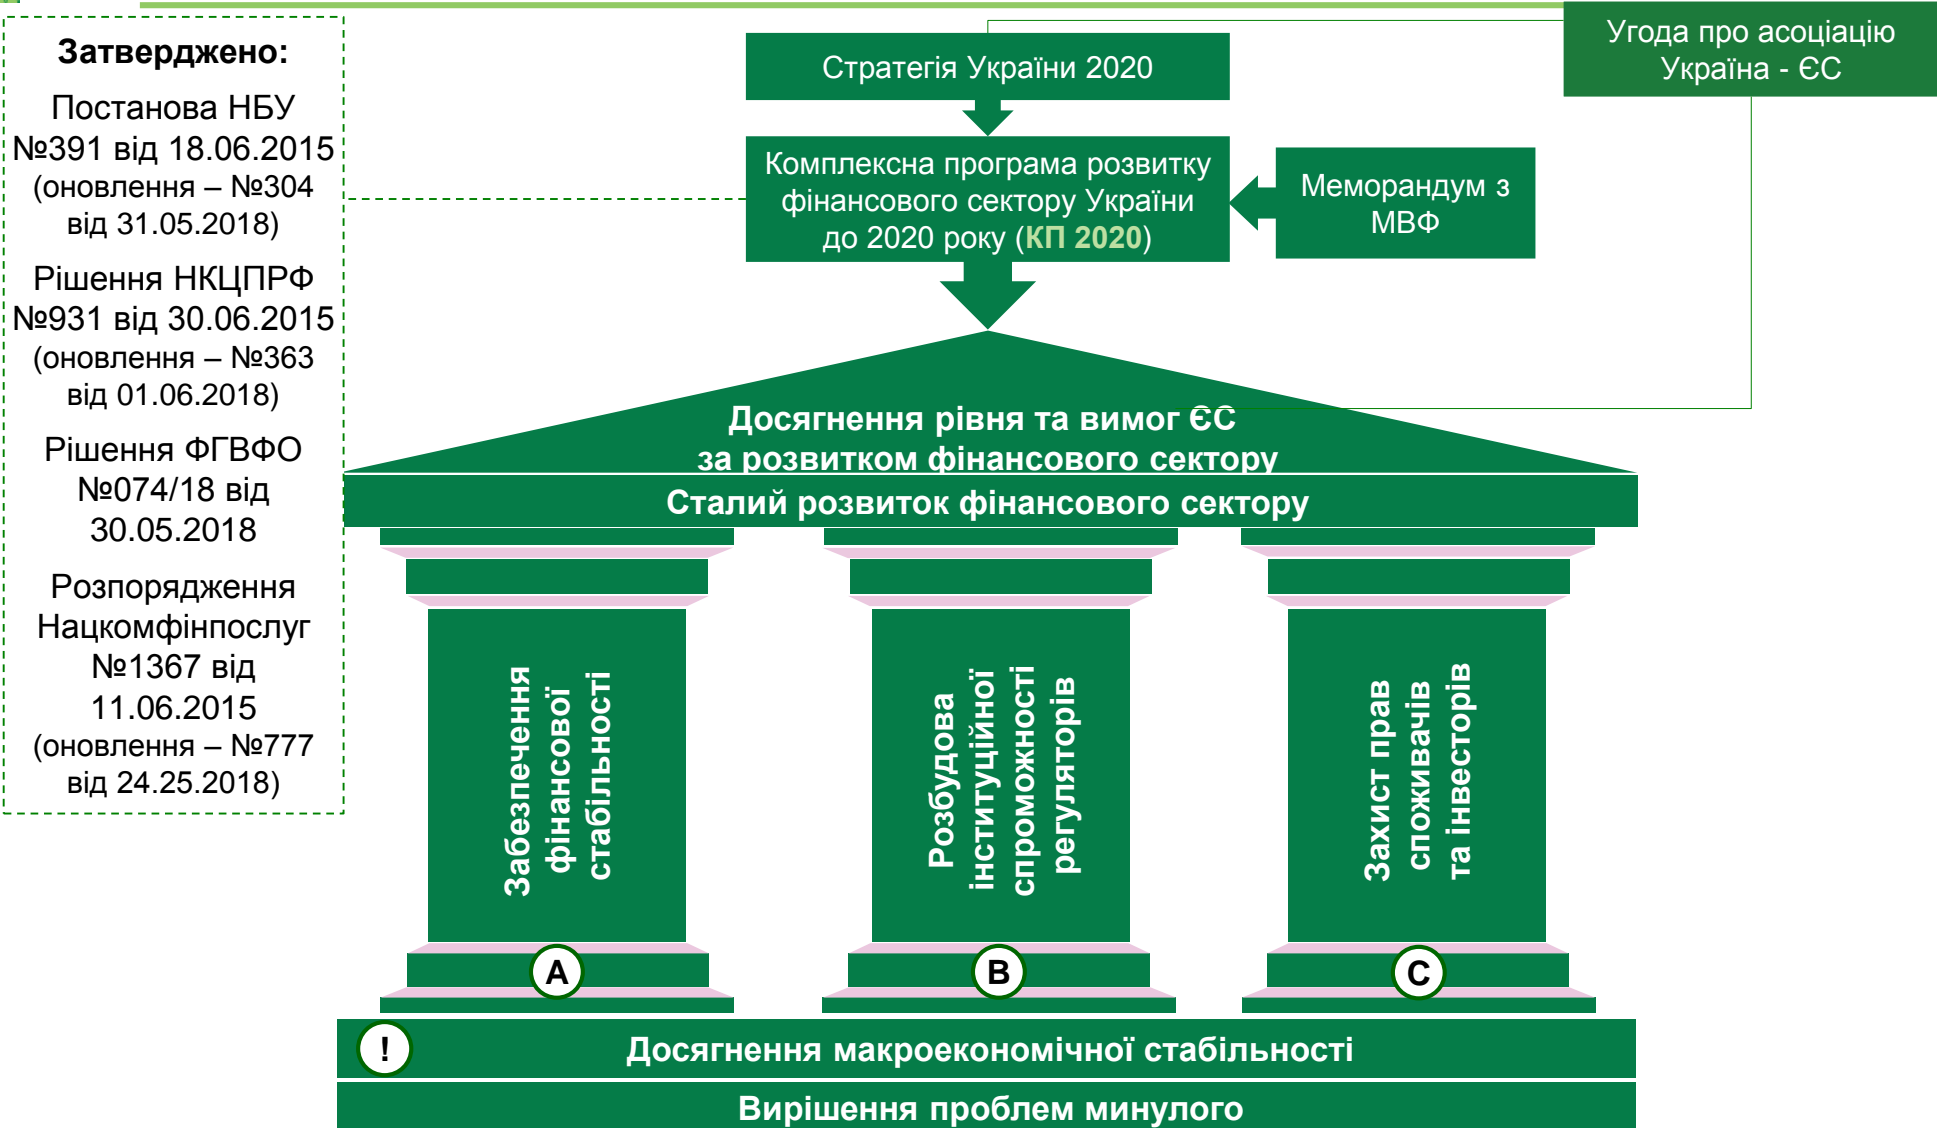 Затверджено:
Постанова НБУ
№391 від 18.06.2015
(оновлення – №304
від 31.05.2018)
Рішення НКЦПРФ
№931 від 30.06.2015
(оновлення – №363
від 01.06.2018)
Рішення ФГВФО
№074/18 від
30.05.2018
Розпорядження
Нацкомфінпослуг
№1367 від
11.06.2015
(оновлення – №777
від 24.25.2018)
Стратегія України 2020
Угода про асоціацію
Україна - ЄС
Комплексна програма розвитку
фінансового сектору України
до 2020 року (КП 2020)
Меморандум з
МВФ
Досягнення рівня та вимог ЄС
за розвитком фінансового сектору
Сталий розвиток фінансового сектору
Забезпечення
фінансової
стабільності
Розбудова
інституційної
спроможності
регуляторів
Захист прав
споживачів
та інвесторів
A
B
C
!
Досягнення макроекономічної стабільності
Вирішення проблем минулого